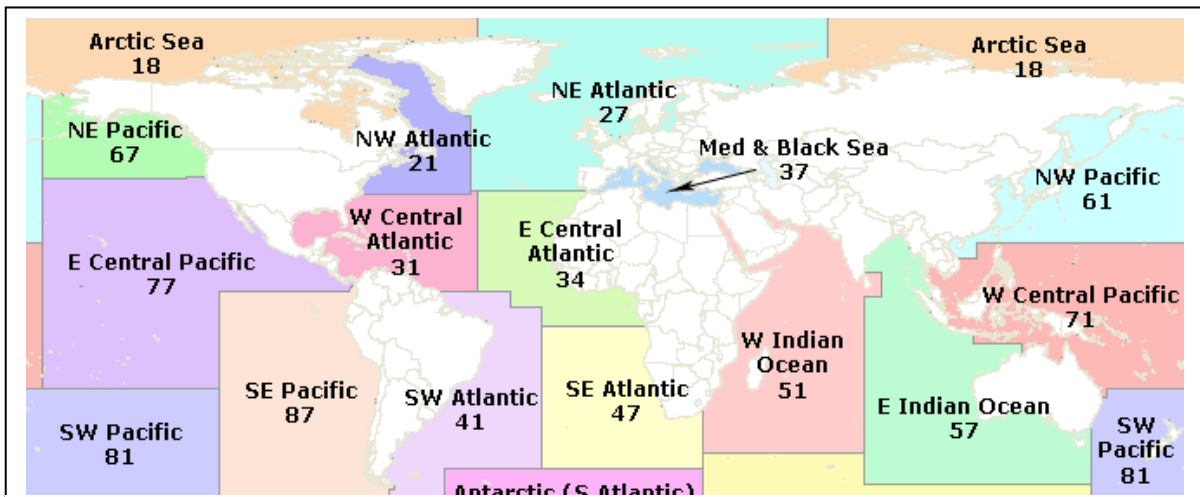 Arctic Sea
18
Arctic Sea
18
NE Atlantic
27
NE Pacific
67
NW Atlantic
21
Med & Black Sea
37
NW Pacific
61
W Central
Atlantic
31
E Central
Atlantic
34
E Central Pacific
77
W Central Pacific
71
W Indian
Ocean
51
SE Pacific
87
SW Atlantic
41
SE Atlantic
47
E Indian Ocean
57
SW Pacific
81
SW
Pacific
81
Antarctic (S Atlantic)